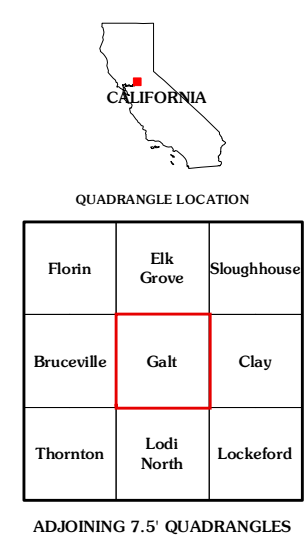 CALIFORNIA
QUADRANGLE LOCATION
Florin
Elk
Grove
Sloughhouse
Bruceville
Galt
Clay
Thornton
Lodi
North
Lockeford
ADJOINING 7.5' QUADRANGLES